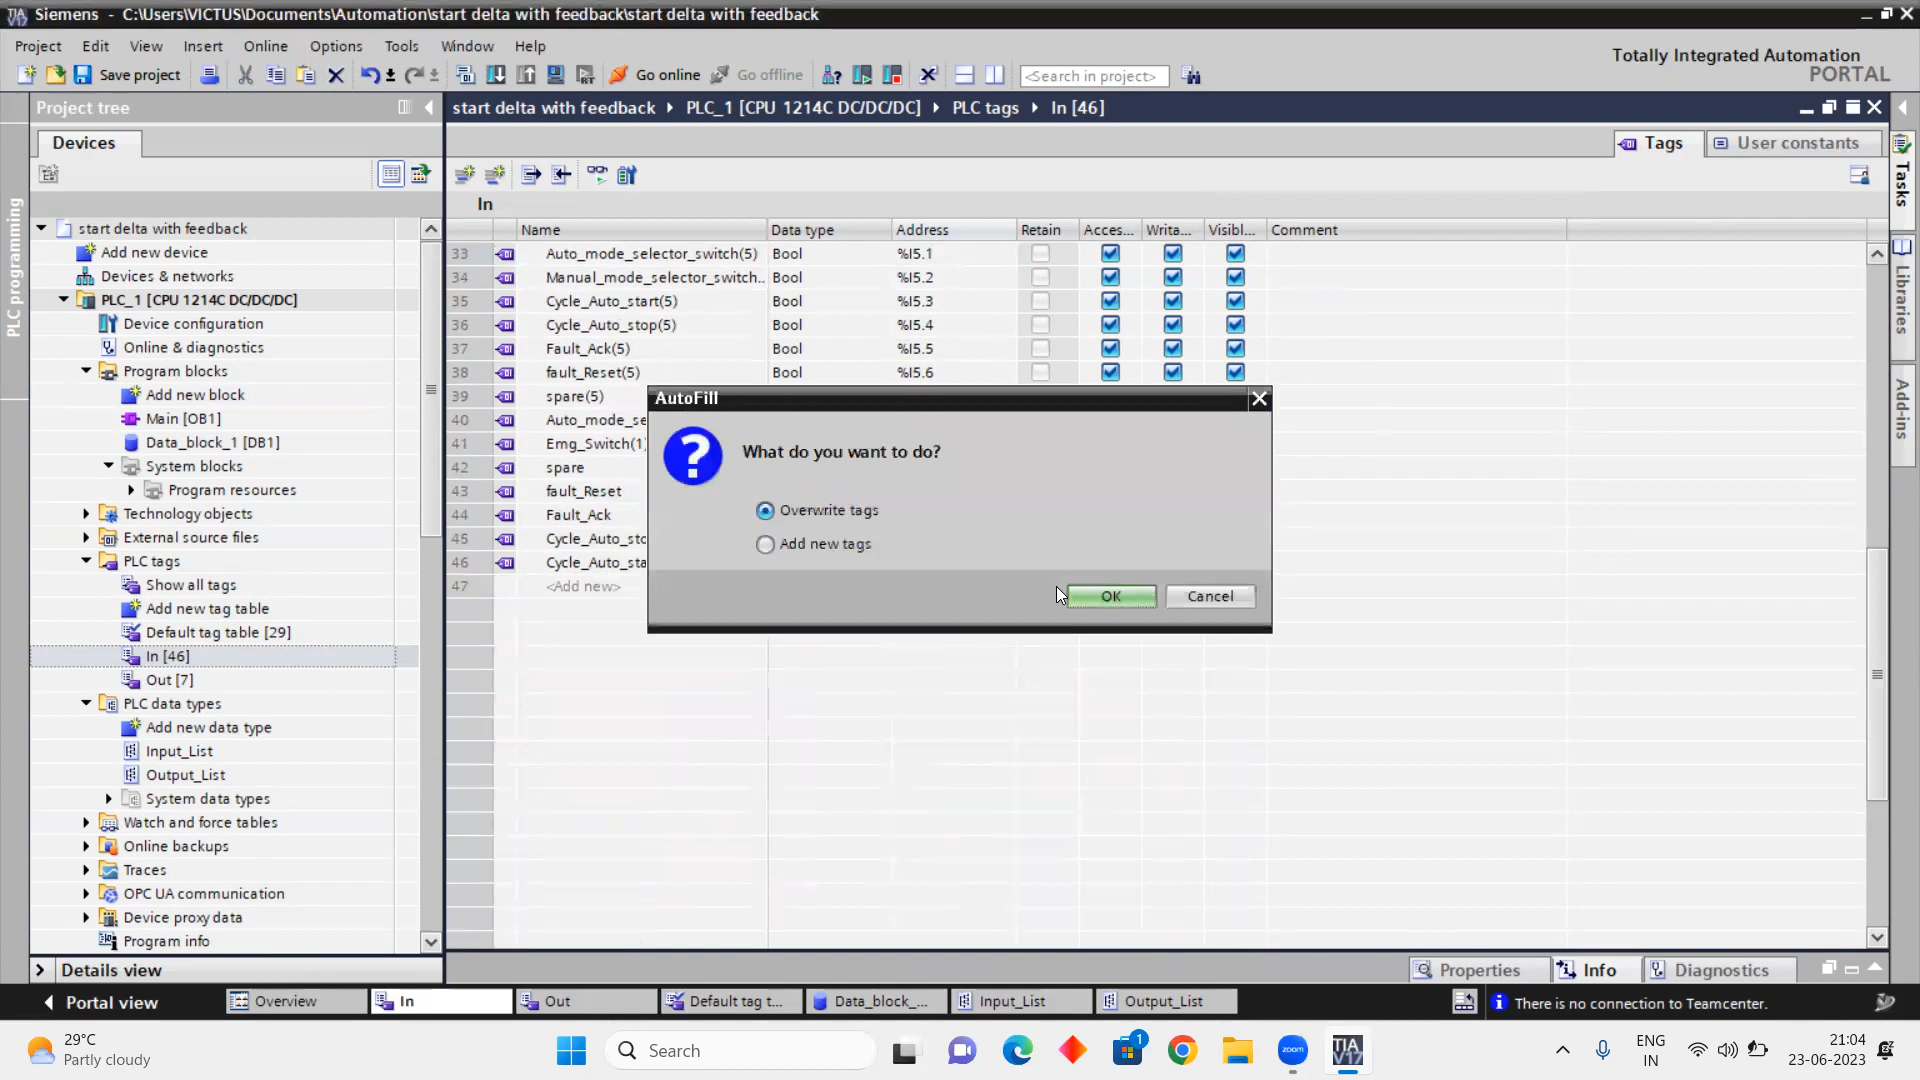 Siemens - C:\Users\VICTUS\Documents\Automation\start delta with feedback\start delta with feedback
Project Edit View Insert Online Options Tools Window Help
Totally Integrated Automation
PORTAL
Save project
Go online
Go offline
<Search in project>
Project tree
start delta with feedback PLC_1 [CPU 1214C DC/DC/DC] PLC tags In [46]
Devices
Tags
User constants
PLC programming
Tasks
Libraries
Add-ins
In
Name Data type Address Retain Acces... Writa... Visibl... Comment
33 Auto_mode_selector_switch(5) Bool %I5.1
34 Manual_mode_selector_switch.. Bool %I5.2
35 Cycle_Auto_start(5) Bool %I5.3
36 Cycle_Auto_stop(5) Bool %I5.4
37 Fault_Ack(5) Bool %I5.5
38 fault_Reset(5) Bool %I5.6
39 spare(5)
40 Auto_mode_se
41 Emg_Switch(1
42 spare
43 fault_Reset
44 Fault_Ack
45 Cycle_Auto_sto
46 Cycle_Auto_sta
47 <Add new>
AutoFill
What do you want to do?
Overwrite tags
Add new tags
OK
Cancel
start delta with feedback
Add new device
Devices & networks
PLC_1 [CPU 1214C DC/DC/DC]
Device configuration
Online & diagnostics
Program blocks
Add new block
Main [OB1]
Data_block_1 [DB1]
System blocks
Program resources
Technology objects
External source files
PLC tags
Show all tags
Add new tag table
Default tag table [29]
In [46]
Out [7]
PLC data types
Add new data type
Input_List
Output_List
System data types
Watch and force tables
Online backups
Traces
OPC UA communication
Device proxy data
Program info
Details view
Properties
Info
Diagnostics
Portal view
Overview
In
Out
Default tag t...
Data_block_...
Input_List
Output_List
There is no connection to Teamcenter.
29°C
Partly cloudy
Search
1
zoom
TIA
V17
ENG
IN
21:04
23-06-2023